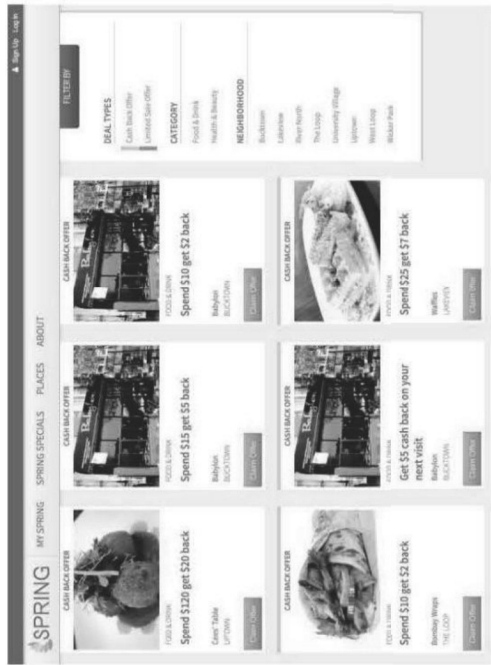 Sign Up Log In
SPRING
MY SPRING
SPRING SPECIALS
PLACES
ABOUT
CASH BACK OFFER
FOOD & DRINK
Spend $120 get $20 back
Ceres' Table
UPTOWN
Claim Offer
CASH BACK OFFER
FOOD & DRINK
Spend $15 get $5 back
Babylon
BUCKTOWN
Claim Offer
CASH BACK OFFER
FOOD & DRINK
Spend $10 get $2 back
Babylon
BUCKTOWN
Claim Offer
CASH BACK OFFER
FOOD & DRINK
Spend $10 get $2 back
Bombay Wraps
THE LOOP
Claim Offer
CASH BACK OFFER
FOOD & DRINK
Get $5 cash back on your
next visit
Babylon
BUCKTOWN
Claim Offer
CASH BACK OFFER
FOOD & DRINK
Spend $25 get $7 back
Waffles
LAKEVIEW
Claim Offer
FILTER BY
DEAL TYPES
Cash Back Offer
Limited Sale Offer
CATEGORY
Food & Drink
Health & Beauty
NEIGHBORHOOD
Bucktown
Lakeview
River North
The Loop
University Village
Uptown
West Loop
Wicker Park